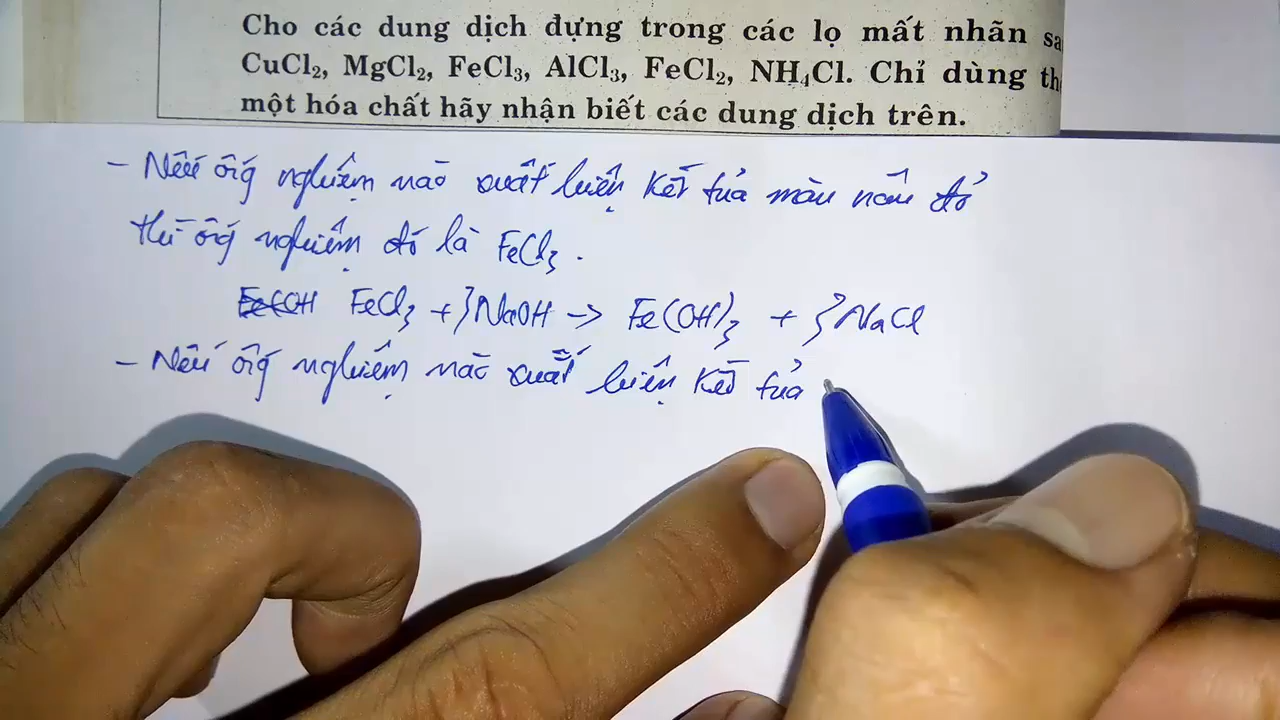 Cho các dung dịch đựng trong các lọ mất nhãn sa
CuCl₂, MgCl₂, FeCl₃, AlCl₃, FeCl₂, NH₄Cl. Chỉ dùng th
một hóa chất hãy nhận biết các dung dịch trên.
- Nếu ống nghiệm nào xuất hiện kết tủa màu nâu đỏ
thì ống nghiệm đó là FeCl₃.
FeCl₃ + 3NaOH → Fe(OH)₃ + 3NaCl
- Nếu ống nghiệm nào xuất hiện kết tủa